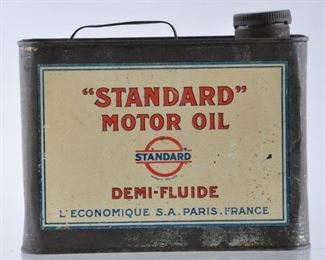 "STANDARD"
MOTOR OIL
STANDARD
DEMI-FLUIDE
L'ECONOMIQUE S.A. PARIS. FRANCE